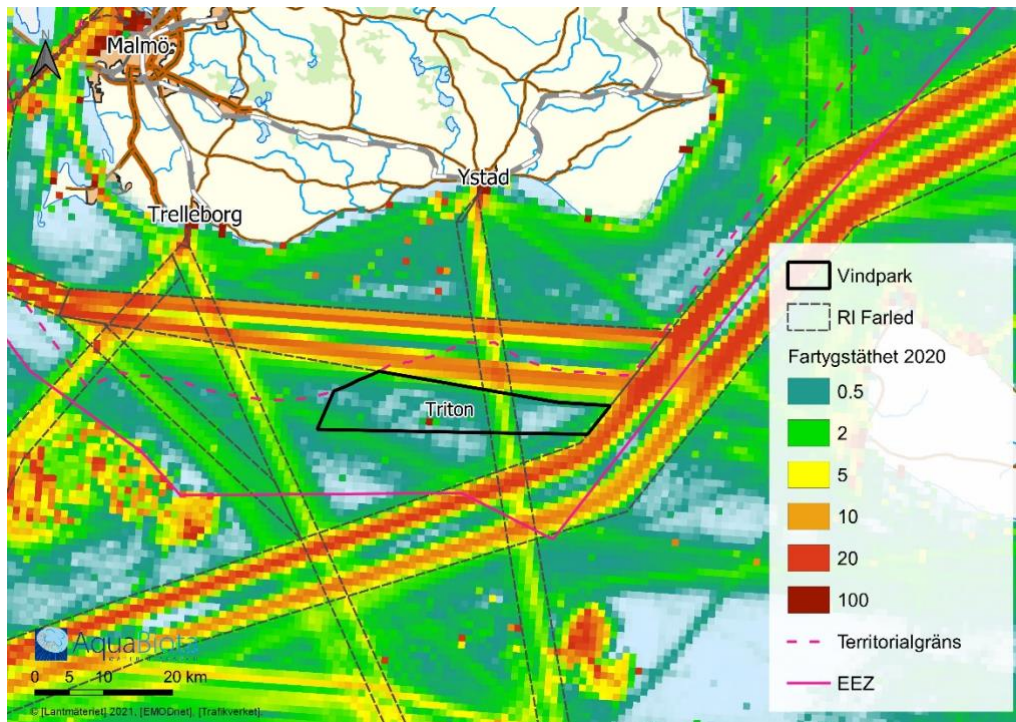 N
Malmö
Ystad
Trelleborg
Triton
Vindpark
RI Farled
Fartygstäthet 2020
0.5
2
5
10
20
100
Territorialgräns
EEZ
AquaBiota
0 5 10 20 km
© [Lantmäteriet] 2021, [EMODnet], [Trafikverket].